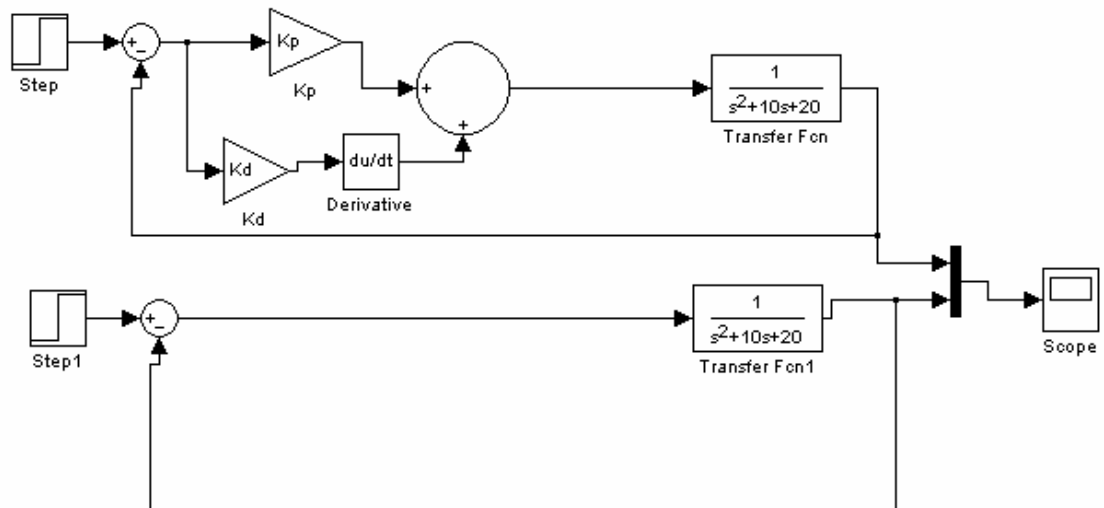 Step
+
−
Kp
Kp
+
+
Kd
Kd
du/dt
Derivative
1
s²+10s+20
Transfer Fcn
Step1
+
−
1
s²+10s+20
Transfer Fcn1
Scope